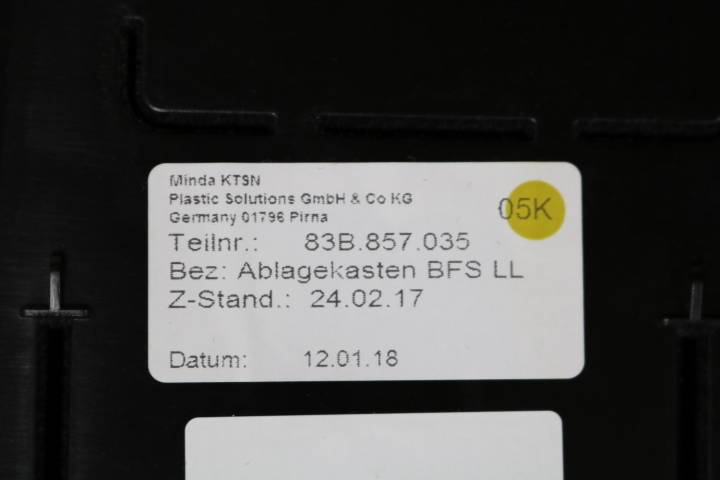 Minda KTSN
Plastic Solutions GmbH & Co KG
Germany 01796 Pirna
05K
Teilnr.: 83B.857.035
Bez: Ablagekasten BFS LL
Z-Stand.: 24.02.17
Datum: 12.01.18